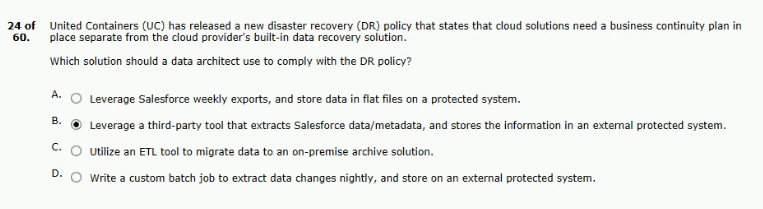 24 of 60. United Containers (UC) has released a new disaster recovery (DR) policy that states that cloud solutions need a business continuity plan in
place separate from the cloud provider's built-in data recovery solution.
Which solution should a data architect use to comply with the DR policy?
A. Leverage Salesforce weekly exports, and store data in flat files on a protected system.
B. Leverage a third-party tool that extracts Salesforce data/metadata, and stores the information in an external protected system.
C. Utilize an ETL tool to migrate data to an on-premise archive solution.
D. Write a custom batch job to extract data changes nightly, and store on an external protected system.